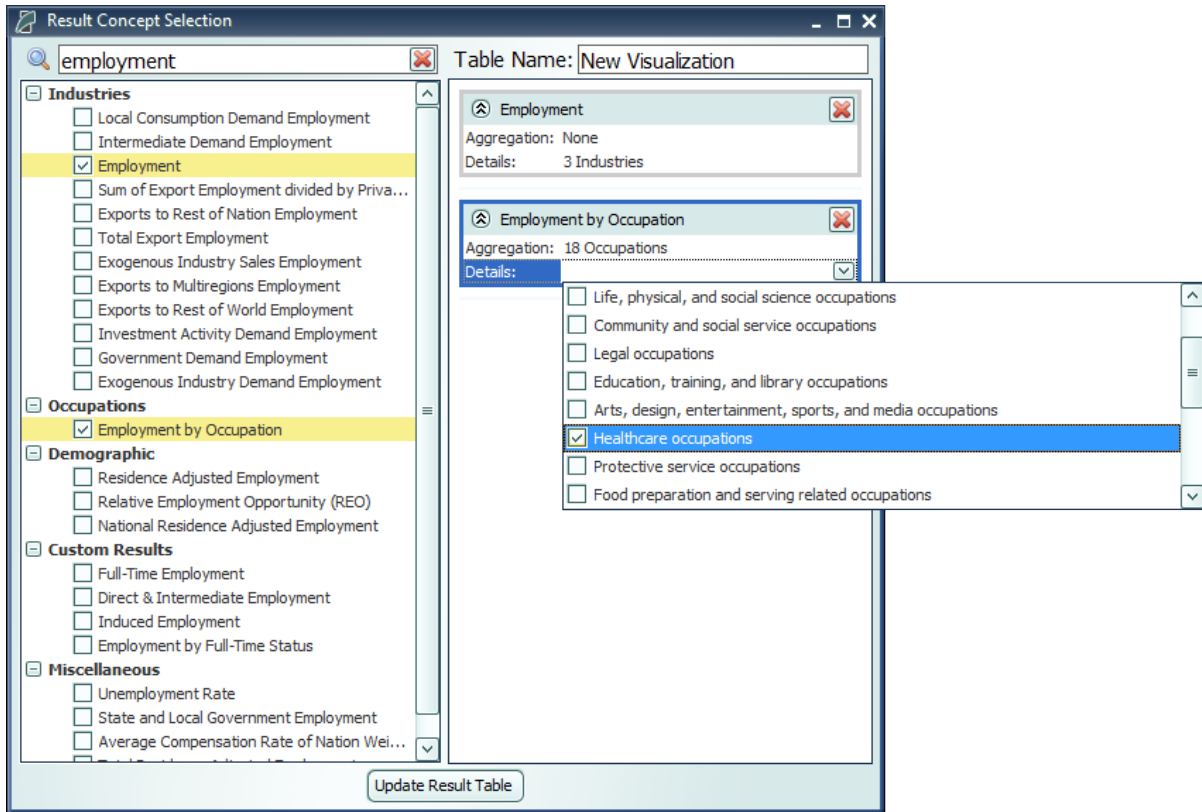 Result Concept Selection
employment
Table Name: New Visualization
Industries
Local Consumption Demand Employment
Intermediate Demand Employment
Employment
Sum of Export Employment divided by Priva...
Exports to Rest of Nation Employment
Total Export Employment
Exogenous Industry Sales Employment
Exports to Multiregions Employment
Exports to Rest of World Employment
Investment Activity Demand Employment
Government Demand Employment
Exogenous Industry Demand Employment
Occupations
Employment by Occupation
Demographic
Residence Adjusted Employment
Relative Employment Opportunity (REO)
National Residence Adjusted Employment
Custom Results
Full-Time Employment
Direct & Intermediate Employment
Induced Employment
Employment by Full-Time Status
Miscellaneous
Unemployment Rate
State and Local Government Employment
Average Compensation Rate of Nation Wei...
Employment
Aggregation: None
Details: 3 Industries
Employment by Occupation
Aggregation: 18 Occupations
Details:
Life, physical, and social science occupations
Community and social service occupations
Legal occupations
Education, training, and library occupations
Arts, design, entertainment, sports, and media occupations
Healthcare occupations
Protective service occupations
Food preparation and serving related occupations
Update Result Table